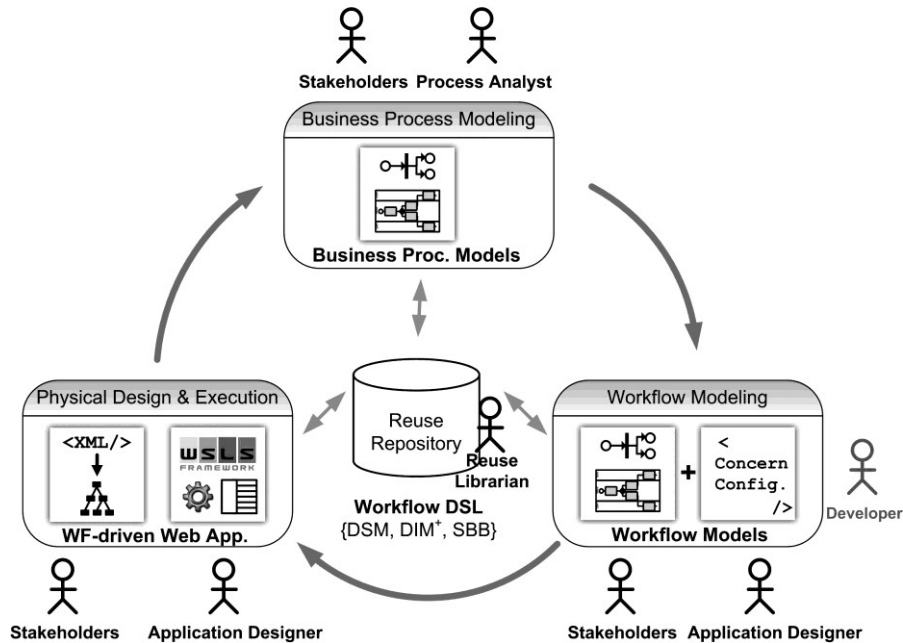 Stakeholders Process Analyst
Business Process Modeling
Business Proc. Models
Physical Design & Execution
<XML/>
WSLS
FRAMEWORK
WF-driven Web App.
Stakeholders Application Designer
Reuse
Repository
Reuse
Librarian
Workflow DSL
{DSM, DIM⁺, SBB}
Workflow Modeling
+
<
Concern
Config.
/>
Workflow Models
Developer
Stakeholders Application Designer